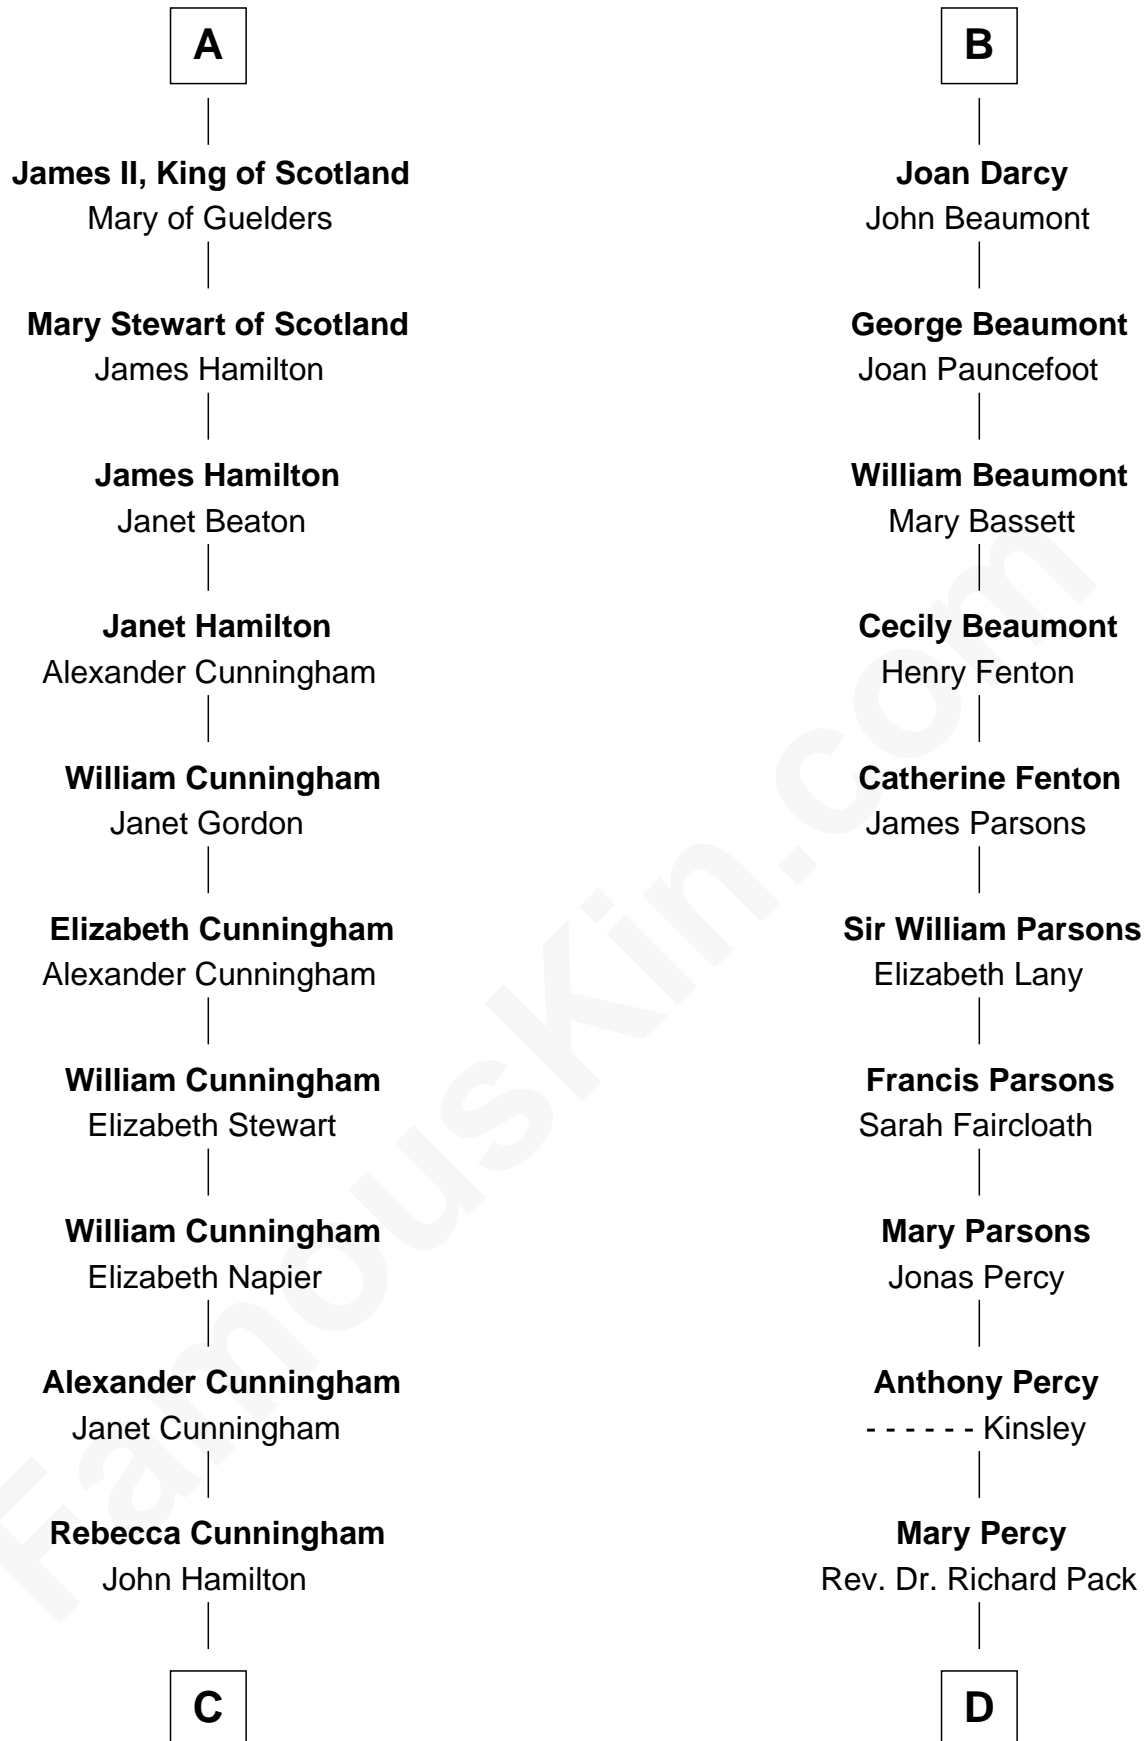 A
James II, King of Scotland
Mary of Guelders
Mary Stewart of Scotland
James Hamilton
James Hamilton
Janet Beaton
Janet Hamilton
Alexander Cunningham
William Cunningham
Janet Gordon
Elizabeth Cunningham
Alexander Cunningham
William Cunningham
Elizabeth Stewart
William Cunningham
Elizabeth Napier
Alexander Cunningham
Janet Cunningham
Rebecca Cunningham
John Hamilton
C
B
Joan Darcy
John Beaumont
George Beaumont
Joan Pauncefoot
William Beaumont
Mary Bassett
Cecily Beaumont
Henry Fenton
Catherine Fenton
James Parsons
Sir William Parsons
Elizabeth Lany
Francis Parsons
Sarah Faircloath
Mary Parsons
Jonas Percy
Anthony Percy
- - - - - - Kinsley
Mary Percy
Rev. Dr. Richard Pack
D
FamousKin.com